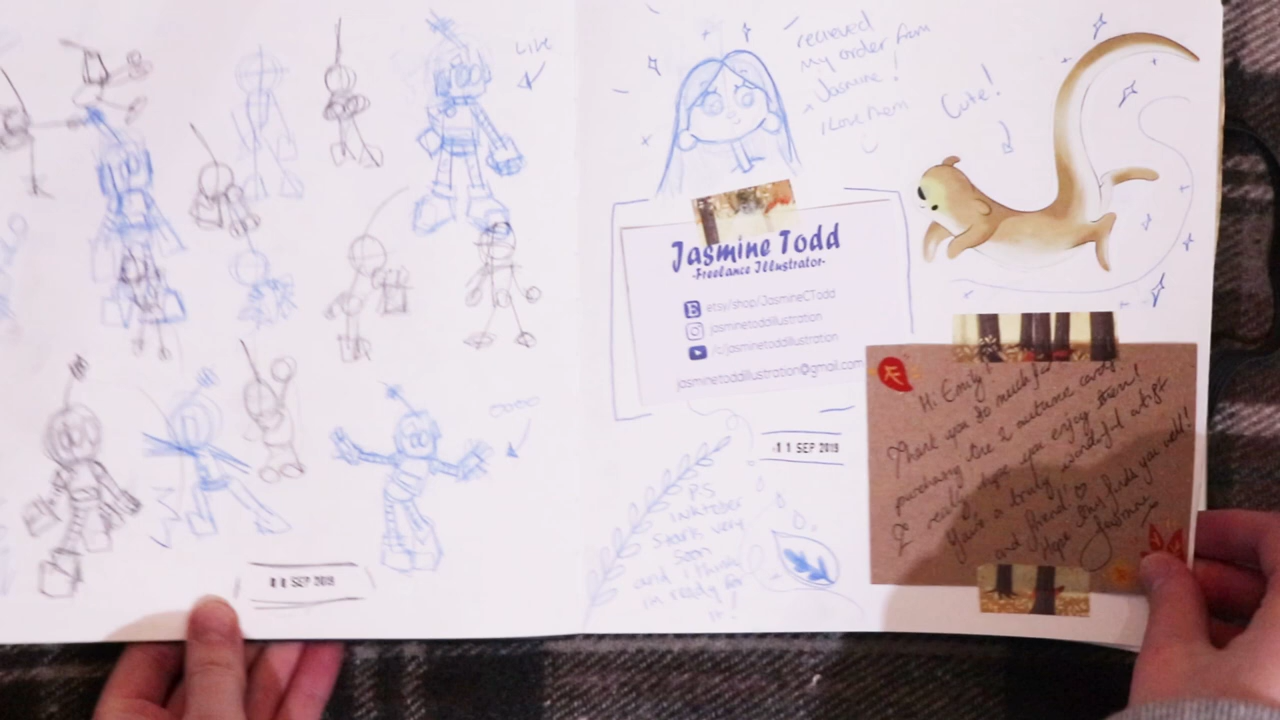 Like
recieved
my order from
Jasmine!
i love them
Cute!
Jasmine Todd
-Freelance Illustrator-
etsy/shop/JasmineCTodd
jasminetoddillustration
/c/jasminetoddillustration
jasminetoddillustration@gmail.com
oooo
11 SEP 2019
Hi Emily!
Thank you so much for
purchasing the 2 autumn cards!
I really hope you enjoy them!
You're a truly wonderful artist
and friend!
Hope this finds you well!
Jasmine
P.S
inktober
starts very
soon
and i think
im ready for
it!
SEP 2019